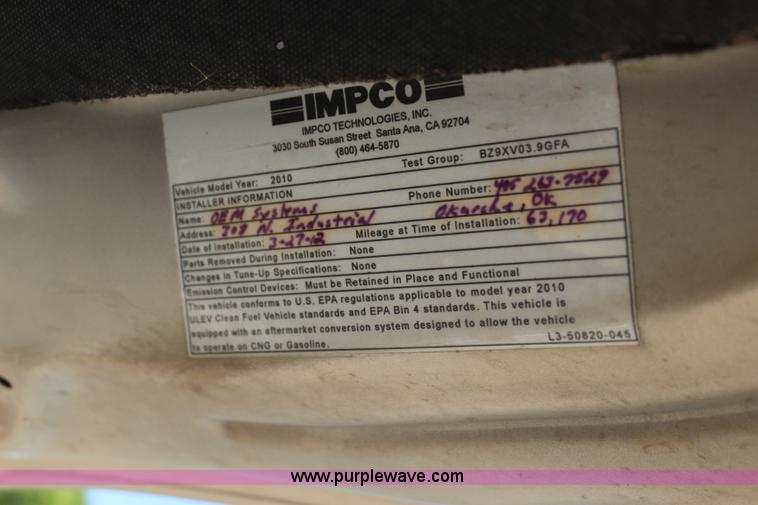 IMPCO
IMPCO TECHNOLOGIES, INC.
3030 South Susan Street Santa Ana, CA 92704
(800) 464-5870
Vehicle Model Year: 2010 Test Group: BZ9XV03.9GFA
INSTALLER INFORMATION
Name: OEM Systems Phone Number: 405 263-7529
Address: 308 N. Industrial Okarche, Ok
Date of Installation: 3-27-12 Mileage at Time of Installation: 63,170
Parts Removed During Installation: None
Changes in Tune-Up Specifications: None
Emission Control Devices: Must be Retained in Place and Functional
This vehicle conforms to U.S. EPA regulations applicable to model year 2010
ULEV Clean Fuel Vehicle standards and EPA Bin 4 standards. This vehicle is
equipped with an aftermarket conversion system designed to allow the vehicle
to operate on CNG or Gasoline.
L3-50820-045
www.purplewave.com